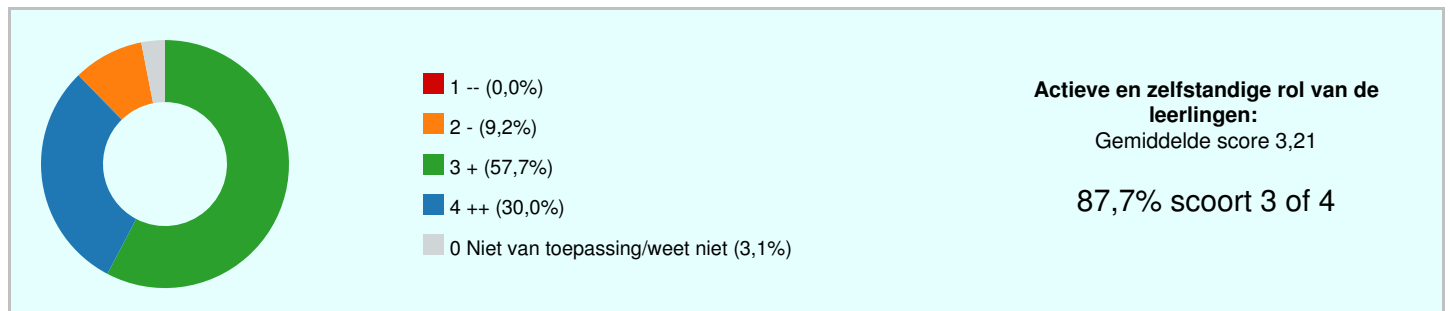 1 -- (0,0%)
2 - (9,2%)
3 + (57,7%)
4 ++ (30,0%)
0 Niet van toepassing/weet niet (3,1%)
Actieve en zelfstandige rol van de
leerlingen:
Gemiddelde score 3,21
87,7% scoort 3 of 4